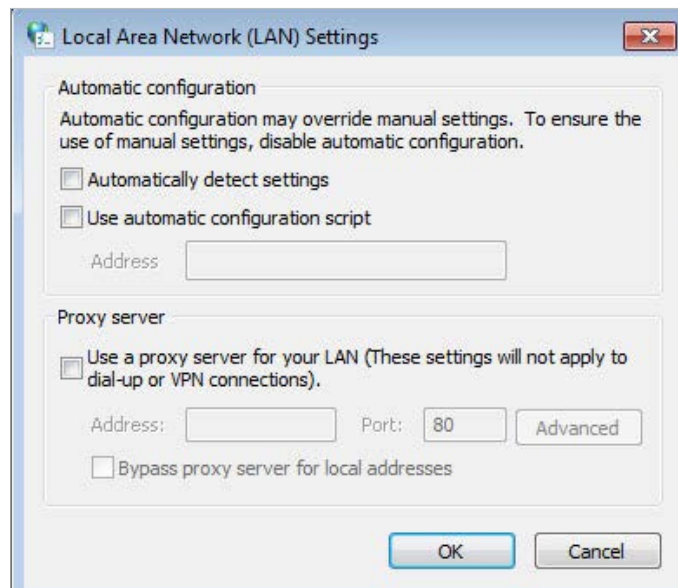 Local Area Network (LAN) Settings
Automatic configuration
Automatic configuration may override manual settings.  To ensure the
use of manual settings, disable automatic configuration.
Automatically detect settings
Use automatic configuration script
Address
Proxy server
Use a proxy server for your LAN (These settings will not apply to
dial-up or VPN connections).
Address: Port: 80 Advanced
Bypass proxy server for local addresses
OK Cancel